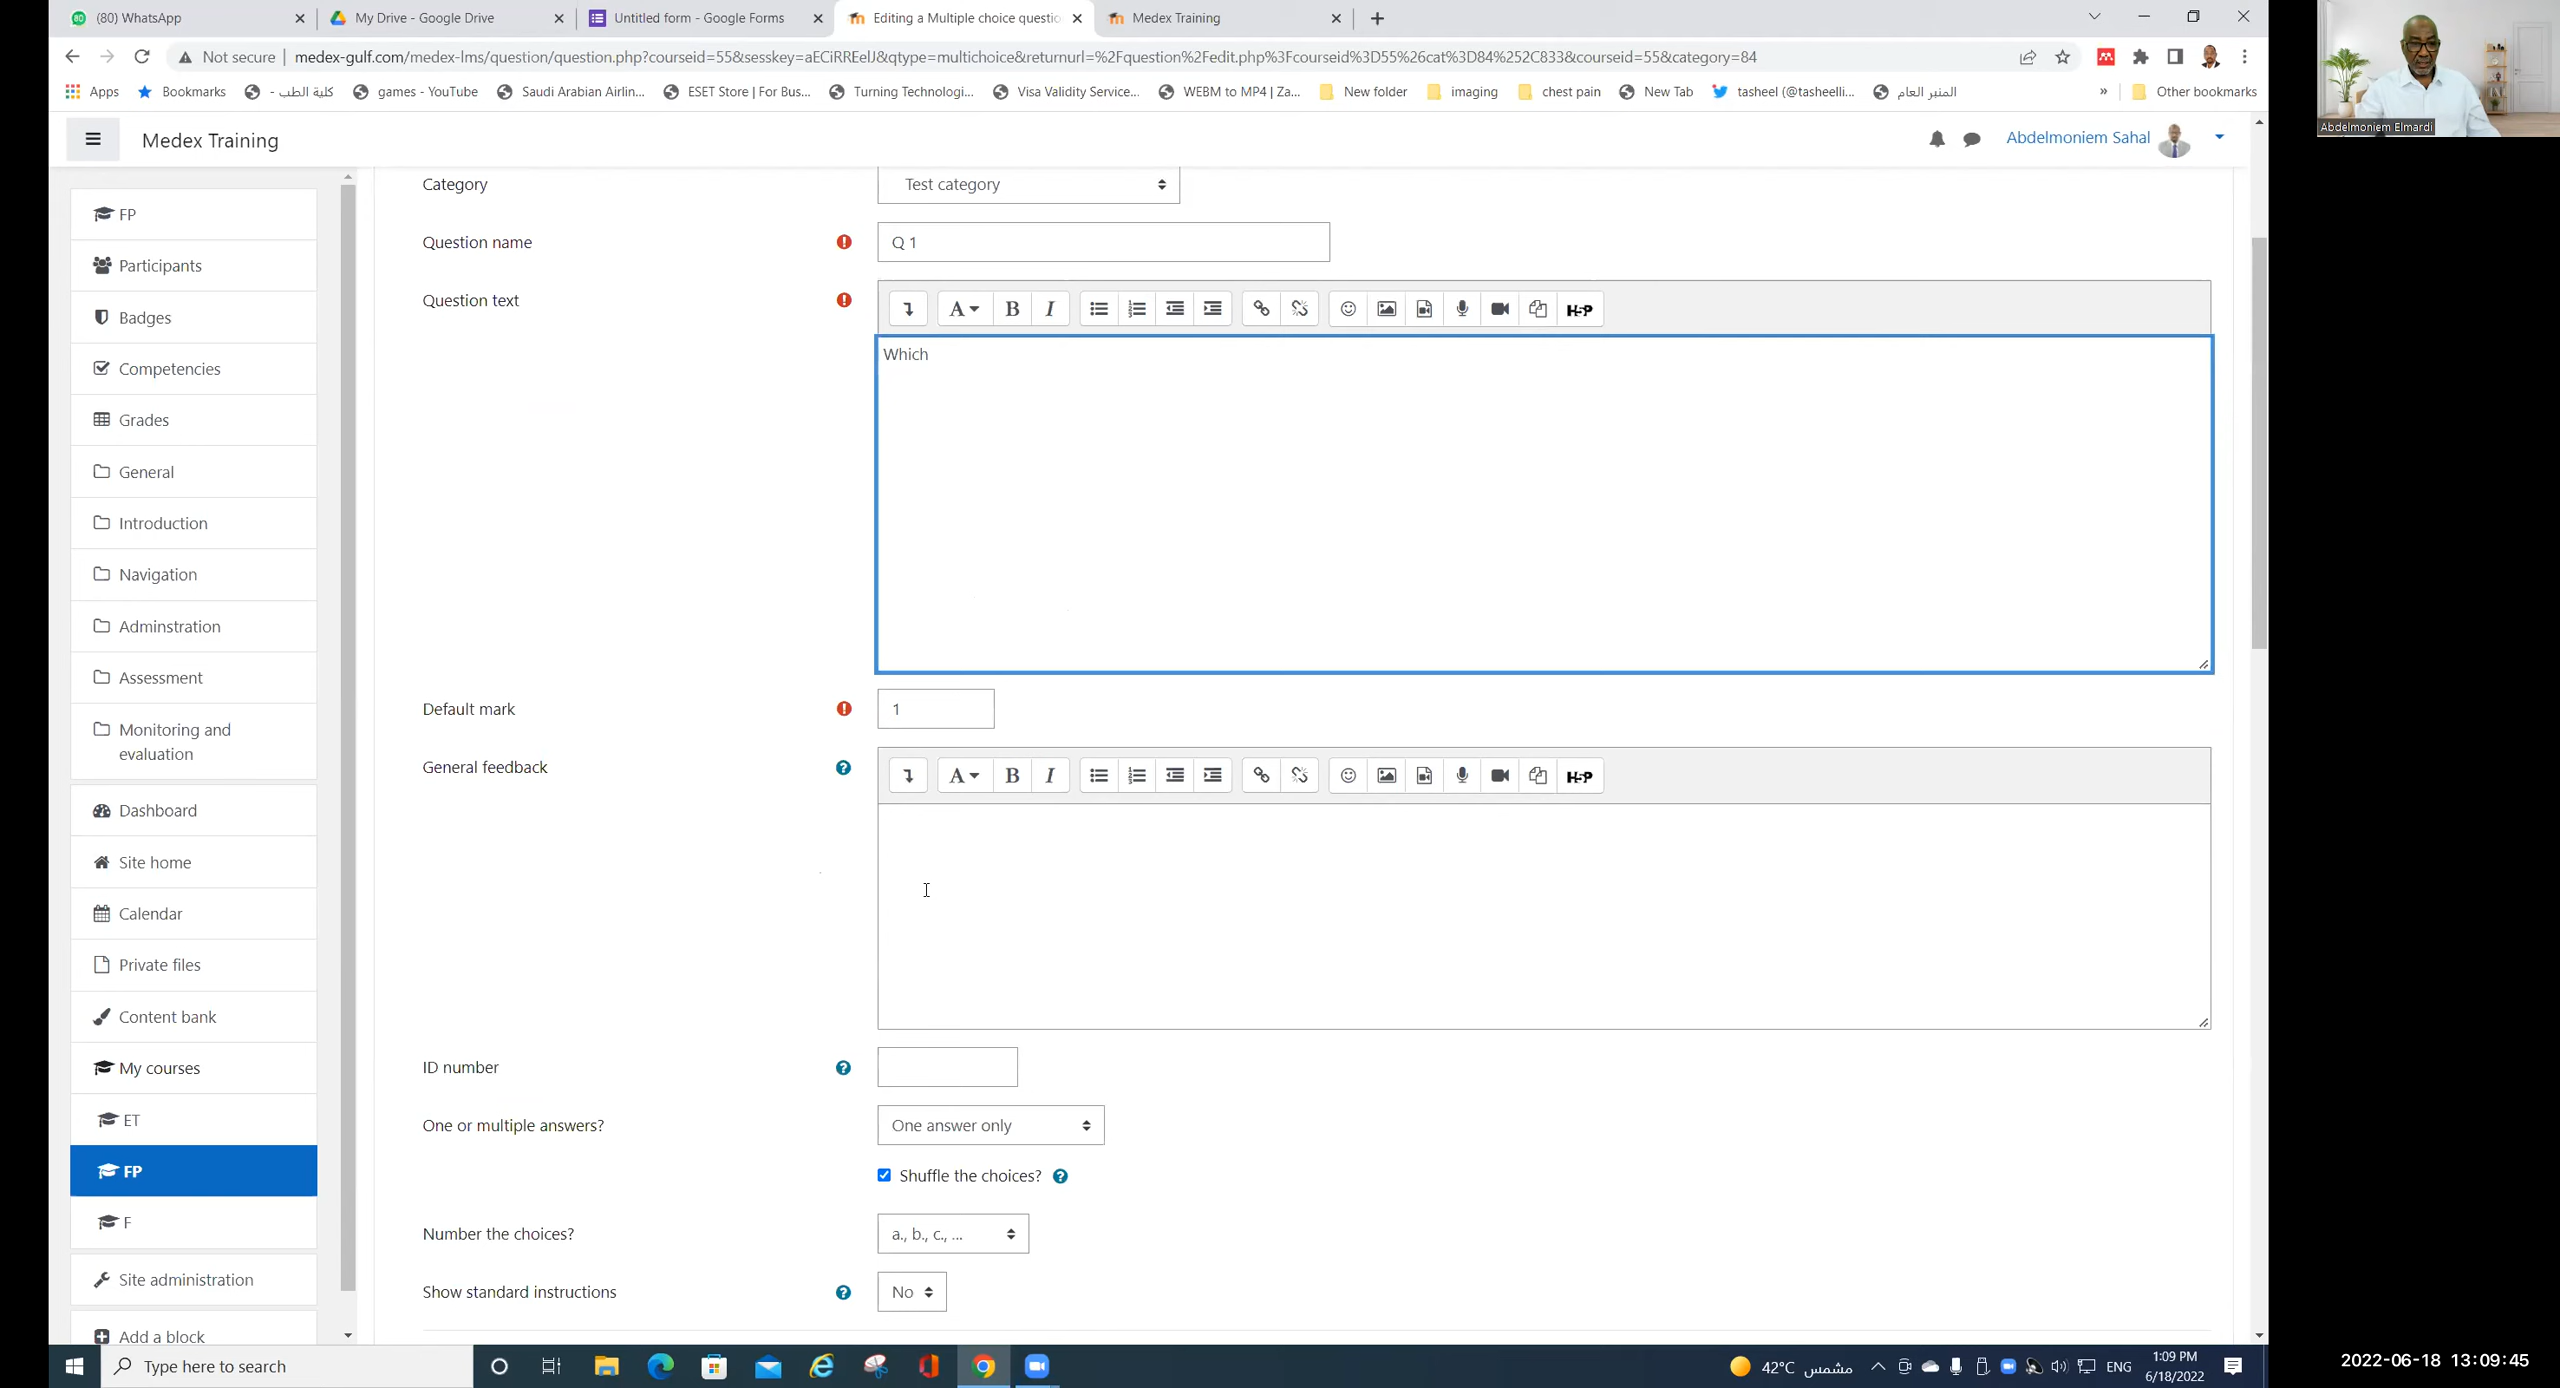 (80) WhatsApp
My Drive - Google Drive
Untitled form - Google Forms
Editing a Multiple choice questio
Medex Training
Not secure | medex-gulf.com/medex-lms/question/question.php?courseid=55&sesskey=aECiRREelJ&qtype=multichoice&returnurl=%2Fquestion%2Fedit.php%3Fcourseid%3D55%26cat%3D84%252C833&courseid=55&category=84
Apps Bookmarks كلية الطب - games - YouTube Saudi Arabian Airlin... ESET Store | For Bus... Turning Technologi... Visa Validity Service... WEBM to MP4 | Za... New folder imaging chest pain New Tab tasheel (@tasheelli... المنبر العام » Other bookmarks
Abdelmoniem Elmardi
Medex Training
Abdelmoniem Sahal
FP
Participants
Badges
Competencies
Grades
General
Introduction
Navigation
Adminstration
Assessment
Monitoring and
evaluation
Dashboard
Site home
Calendar
Private files
Content bank
My courses
ET
FP
F
Site administration
Add a block
Category
Test category
Question name
Q 1
Question text
A B I H5P
Which
Default mark
1
General feedback
A B I H5P
ID number
One or multiple answers?
One answer only
Shuffle the choices?
Number the choices?
a., b., c., ...
Show standard instructions
No
Type here to search
42°C مشمس
ENG
1:09 PM
6/18/2022
2022-06-18 13:09:45